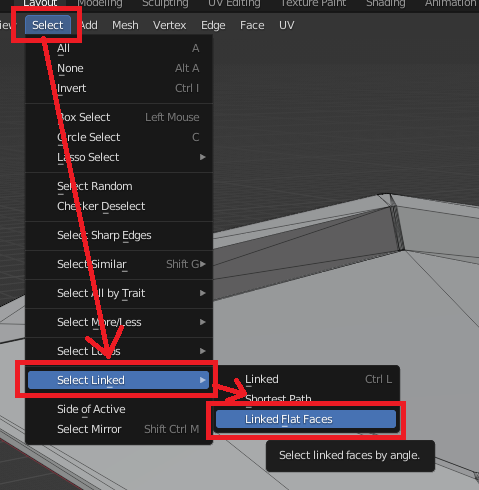 Layout Modeling Sculpting UV Editing Texture Paint Shading Animation
Select Add Mesh Vertex Edge Face UV
All A
None Alt A
Invert Ctrl I
Box Select Left Mouse
Circle Select C
Lasso Select
Select Random
Checker Deselect
Select Sharp Edges
Select Similar Shift G
Select All by Trait
Select More/Less
Select Loops
Select Linked
Side of Active
Select Mirror Shift Ctrl M
Linked Ctrl L
Shortest Path
Linked Flat Faces
Select linked faces by angle.